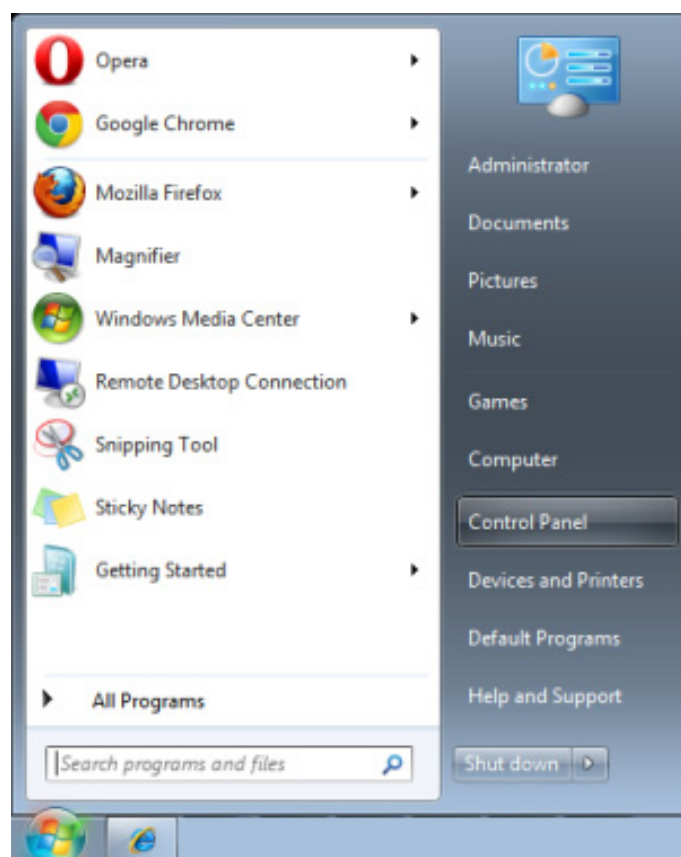 Opera
Google Chrome
Mozilla Firefox
Magnifier
Windows Media Center
Remote Desktop Connection
Snipping Tool
Sticky Notes
Getting Started
All Programs
Search programs and files
Administrator
Documents
Pictures
Music
Games
Computer
Control Panel
Devices and Printers
Default Programs
Help and Support
Shut down